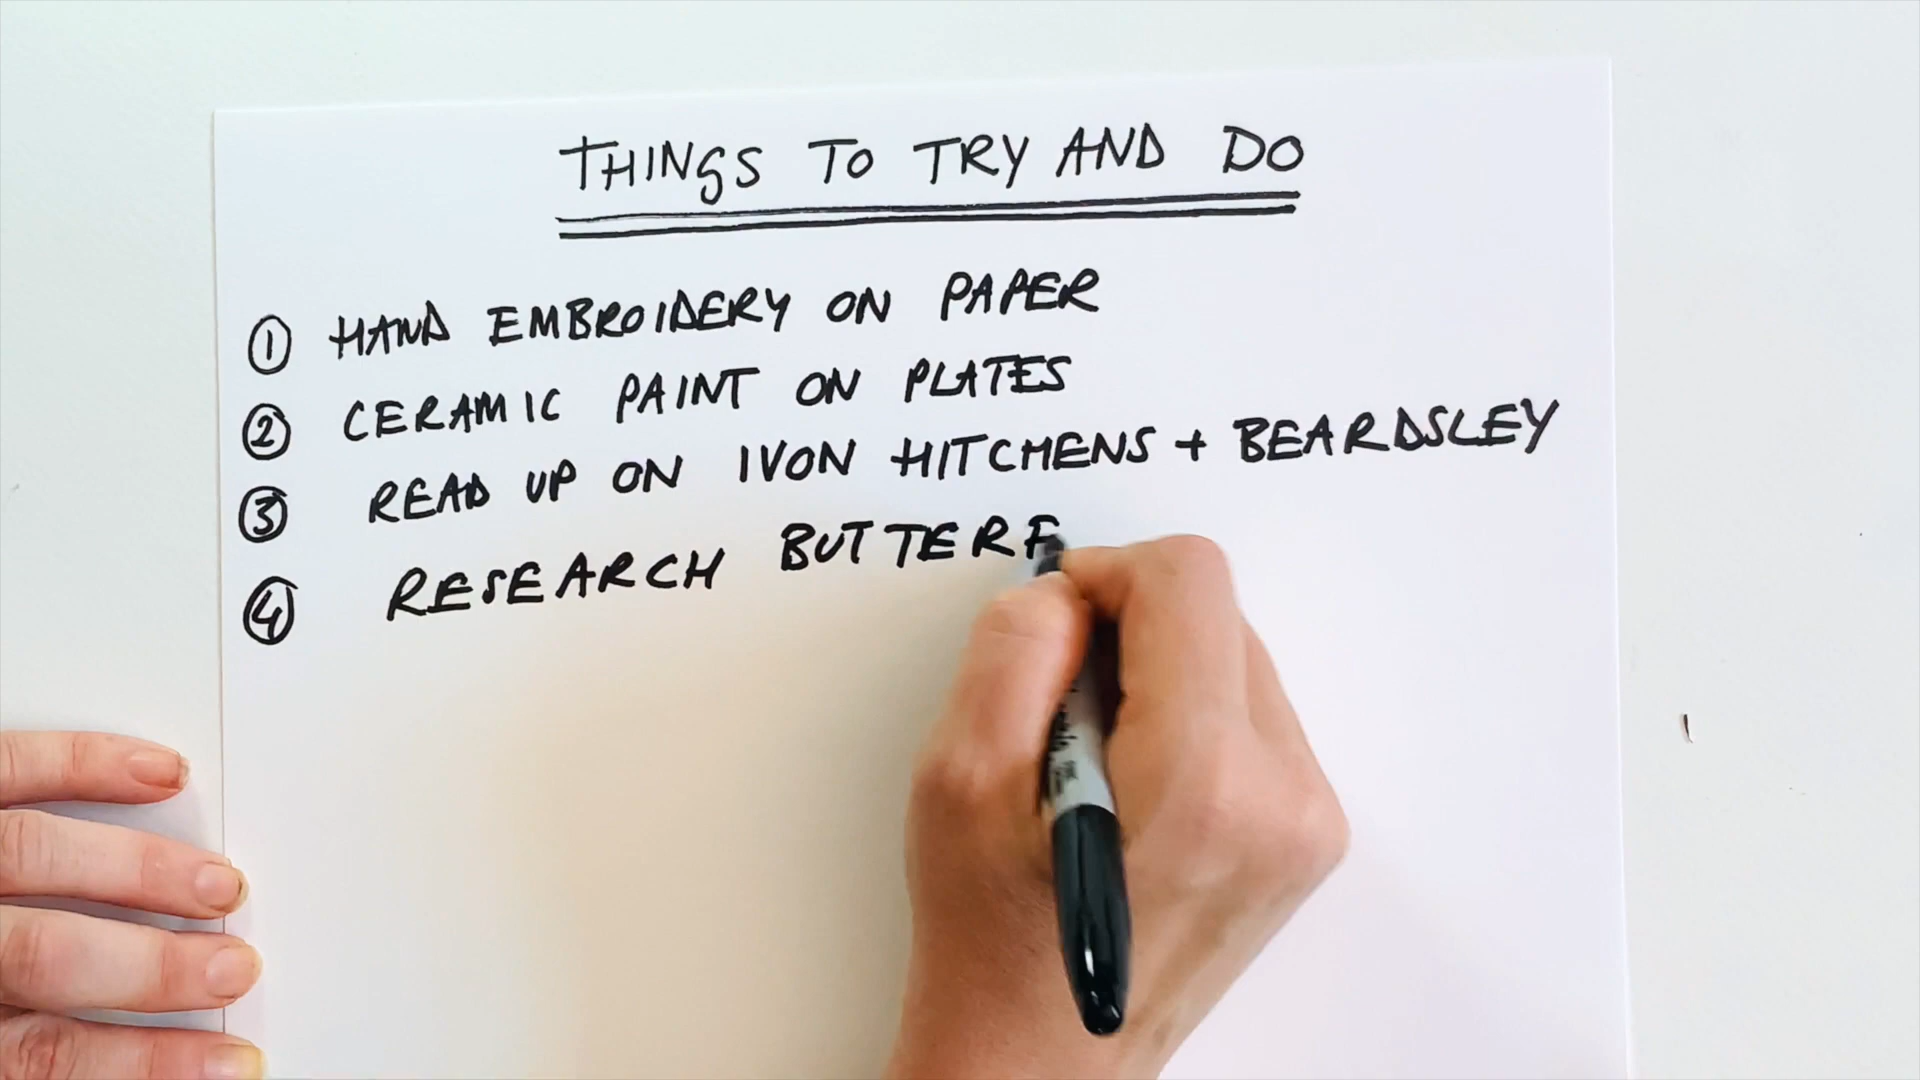 THINGS TO TRY AND DO
1 HAND EMBROIDERY ON PAPER
2 CERAMIC PAINT ON PLATES
3 READ UP ON IVON HITCHENS + BEARDSLEY
4 RESEARCH BUTTERF